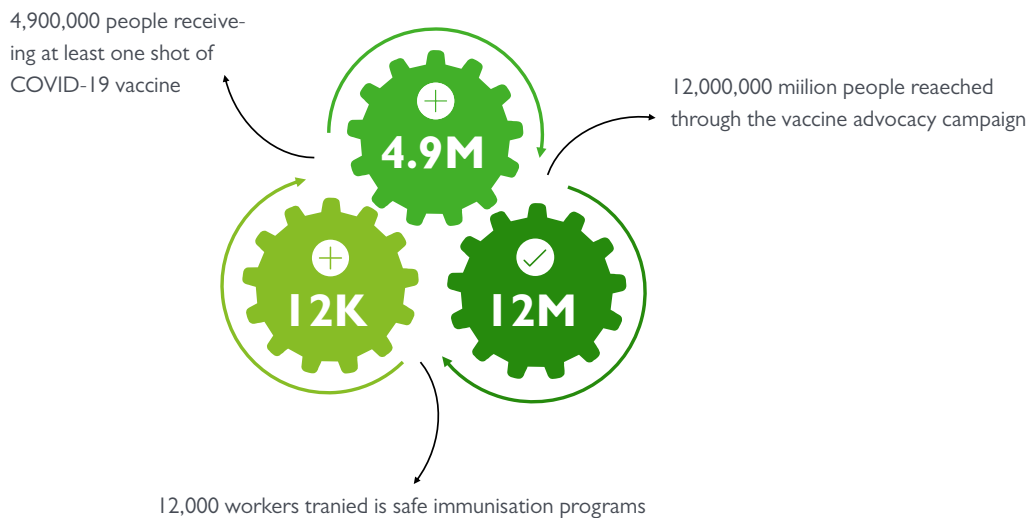 4,900,000 people receive-
ing at least one shot of
COVID-19 vaccine
12,000,000 miilion people reaeched
through the vaccine advocacy campaign
4.9M
12K
12M
12,000 workers tranied is safe immunisation programs